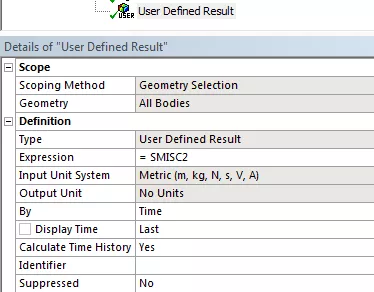 USER User Defined Result
Details of "User Defined Result"
Scope
Scoping Method Geometry Selection
Geometry All Bodies
Definition
Type User Defined Result
Expression = SMISC2
Input Unit System Metric (m, kg, N, s, V, A)
Output Unit No Units
By Time
Display Time Last
Calculate Time History Yes
Identifier
Suppressed No